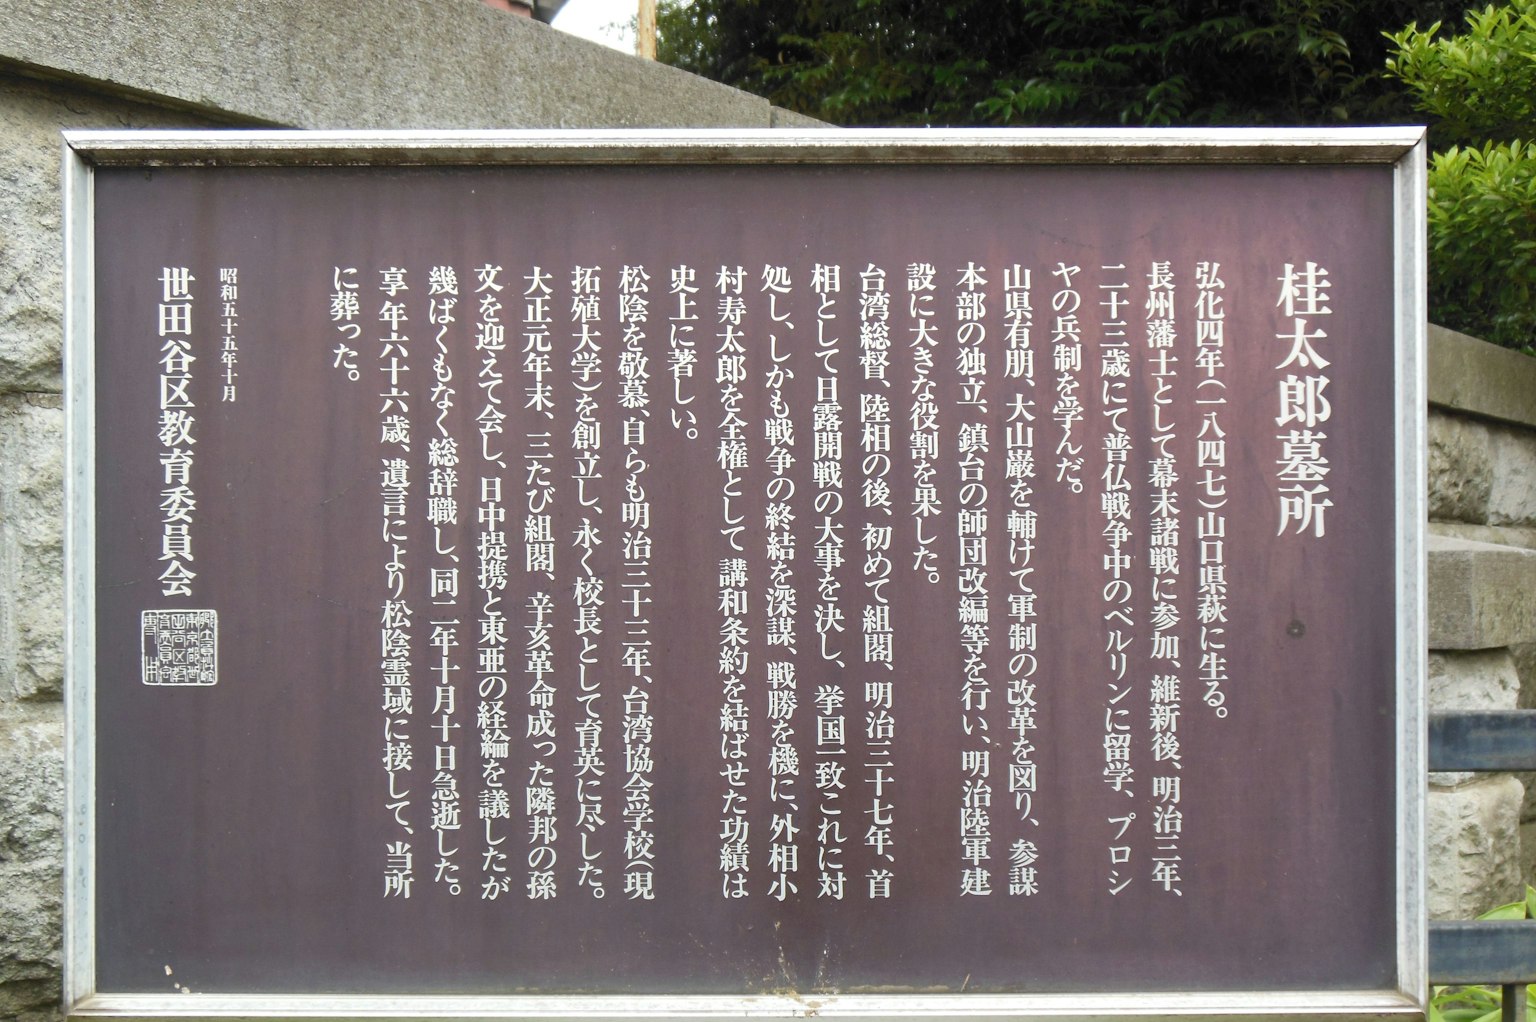 桂太郎墓所
弘化四年（一八四七）山口県萩に生る。
長州藩士として幕末諸戦に参加、維新後、明治三年、
二十三歳にて普仏戦争中のベルリンに留学、プロシ
ヤの兵制を学んだ。
山県有朋、大山巌を輔けて軍制の改革を図り、参謀
本部の独立、鎮台の師団改編等を行い、明治陸軍建
設に大きな役割を果した。
台湾総督、陸相の後、初めて組閣、明治三十七年、首
相として日露開戦の大事を決し、挙国一致これに対
処し、しかも戦争の終結を深謀、戦勝を機に、外相小
村寿太郎を全権として講和条約を結ばせた功績は
史上に著しい。
松陰を敬慕、自らも明治三十三年、台湾協会学校（現
拓殖大学）を創立し、永く校長として育英に尽した。
大正元年末、三たび組閣、辛亥革命成った隣邦の孫
文を迎えて会し、日中提携と東亜の経綸を議したが
幾ばくもなく総辞職し、同二年十月十日急逝した。
享年六十六歳、遺言により松陰霊域に接して、当所
に葬った。
昭和五十五年十月
世田谷区教育委員会